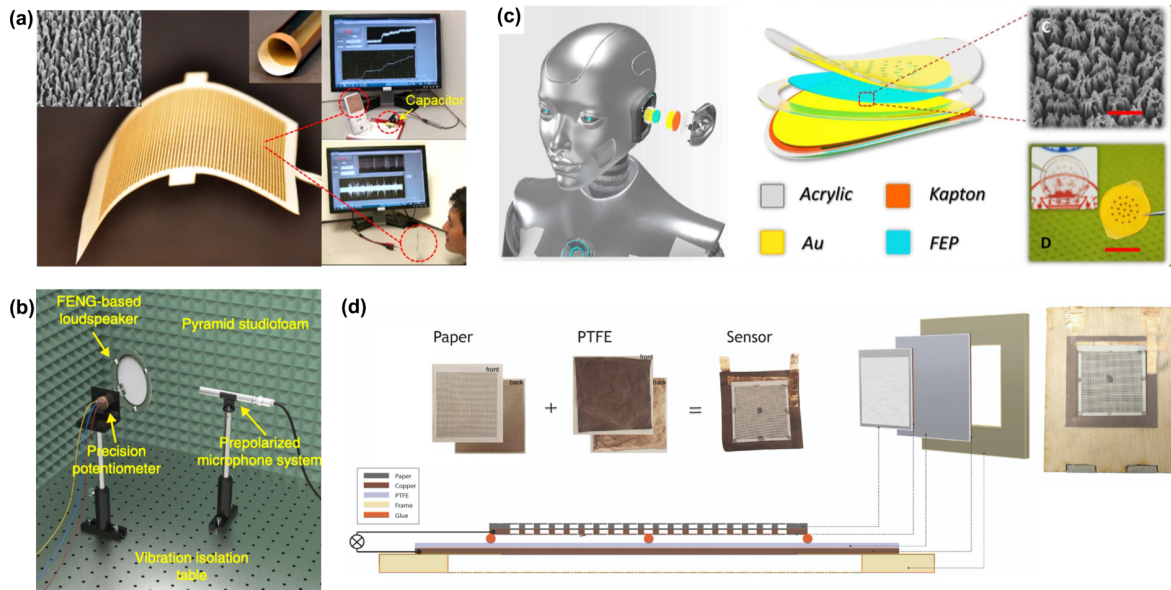 (a)
Capacitor
(b)
FENG-based
loudspeaker
Pyramid studiofoam
Precision
potentiometer
Prepolarized
microphone system
Vibration isolation
table
(c)
Acrylic
Kapton
Au
FEP
C
D
(d)
Paper
PTFE
Sensor
front
back
+
front
back
=
Paper
Copper
PTFE
Frame
Glue